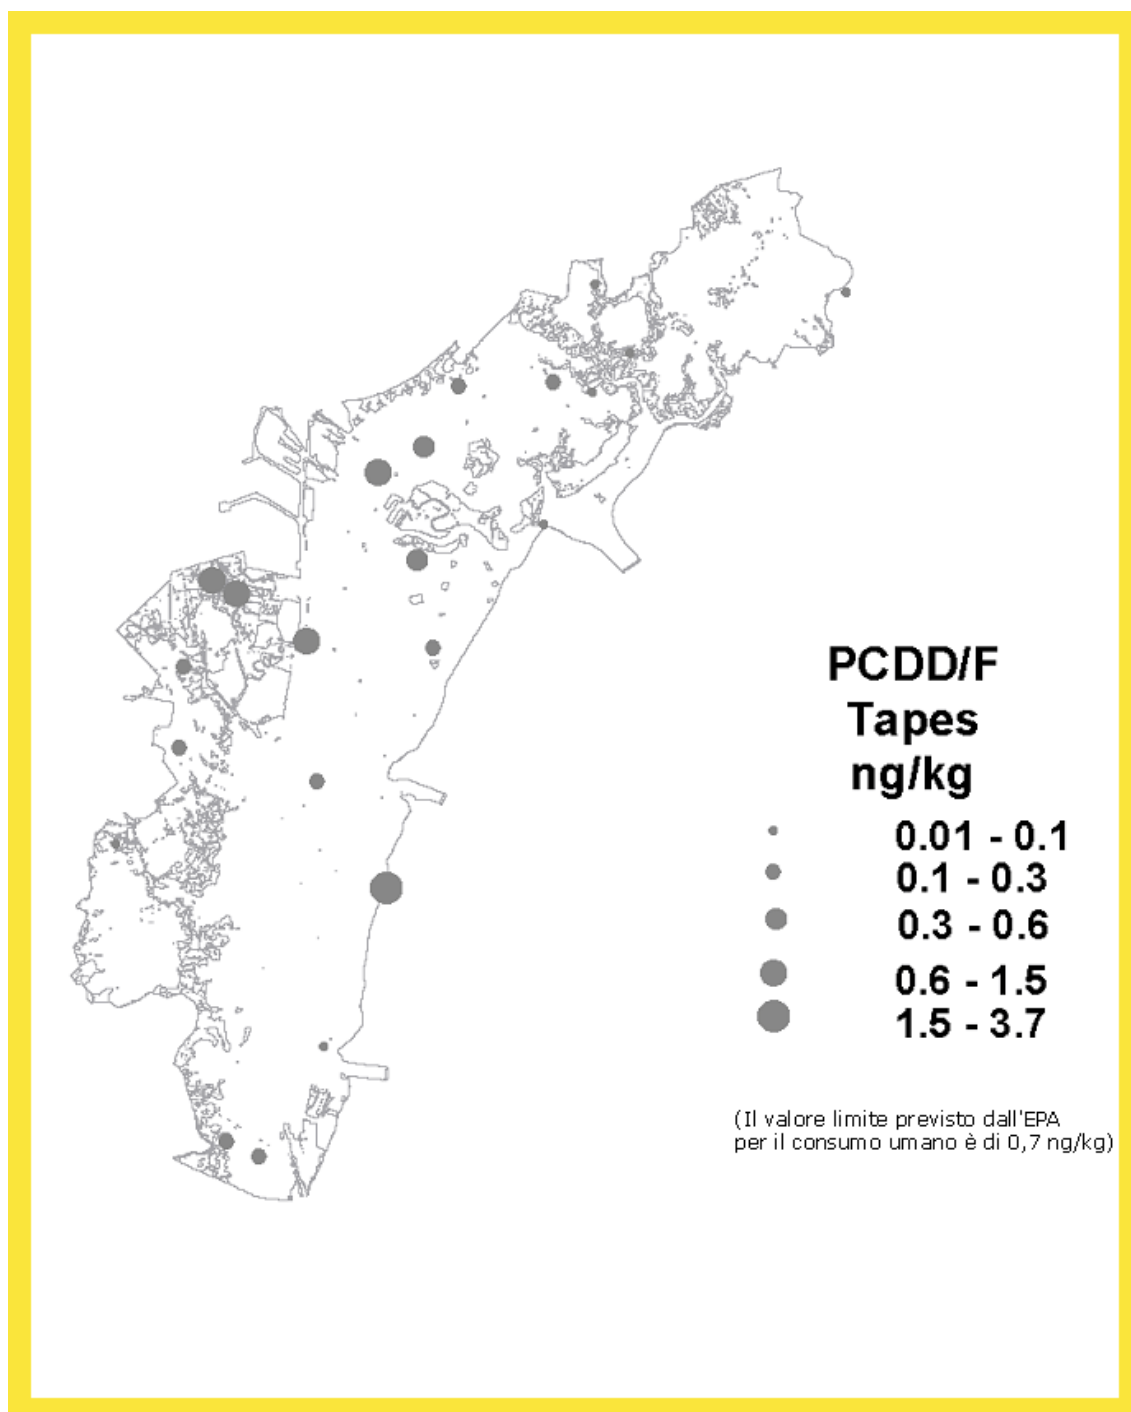 PCDD/F
Tapes
ng/kg
0.01 - 0.1
0.1 - 0.3
0.3 - 0.6
0.6 - 1.5
1.5 - 3.7
(Il valore limite previsto dall'EPA
per il consumo umano è di 0,7 ng/kg)